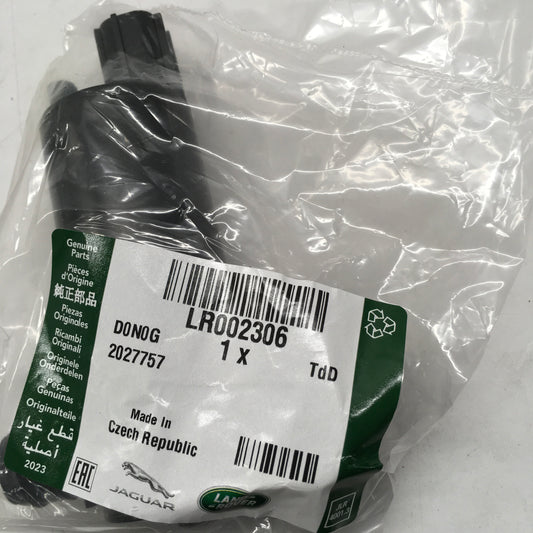 Genuine
Parts
Pièces
d'Origine
純正部品
Piezas
Originales
Ricambi
Originali
Originele
Onderdelen
Peças
Genuínas
Originalteile
قطع غيار
أصلية
2023
LR002306
1 X
D0N0G
2027757
TdD
Made In
Czech Republic
EAC
JAGUAR
LAND
ROVER
JLR